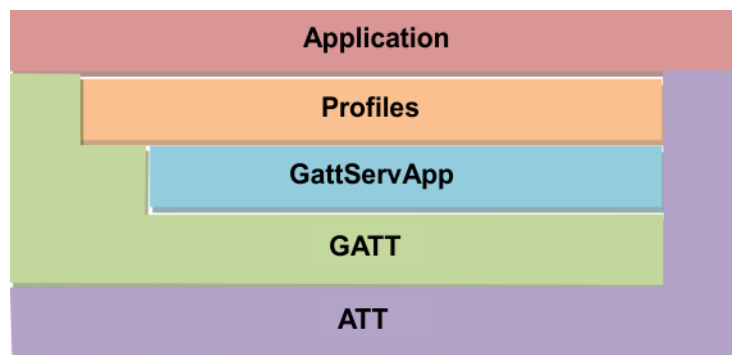 Application
Profiles
GattServApp
GATT
ATT